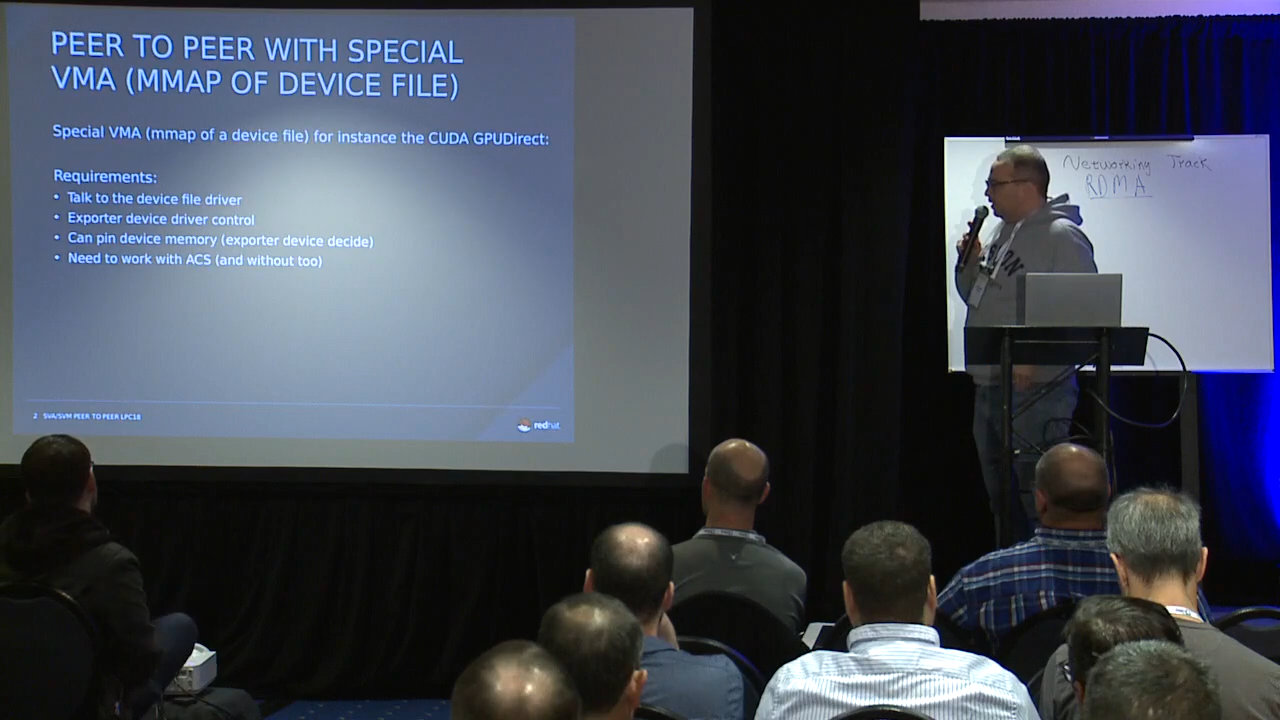 PEER TO PEER WITH SPECIAL
VMA (MMAP OF DEVICE FILE)
Special VMA (mmap of a device file) for instance the CUDA GPUDirect:
Requirements:
• Talk to the device file driver
• Exporter device driver control
• Can pin device memory (exporter device decide)
• Need to work with ACS (and without too)
2 SVA/SVM PEER TO PEER LPC18
redhat
Networking Track
RDMA